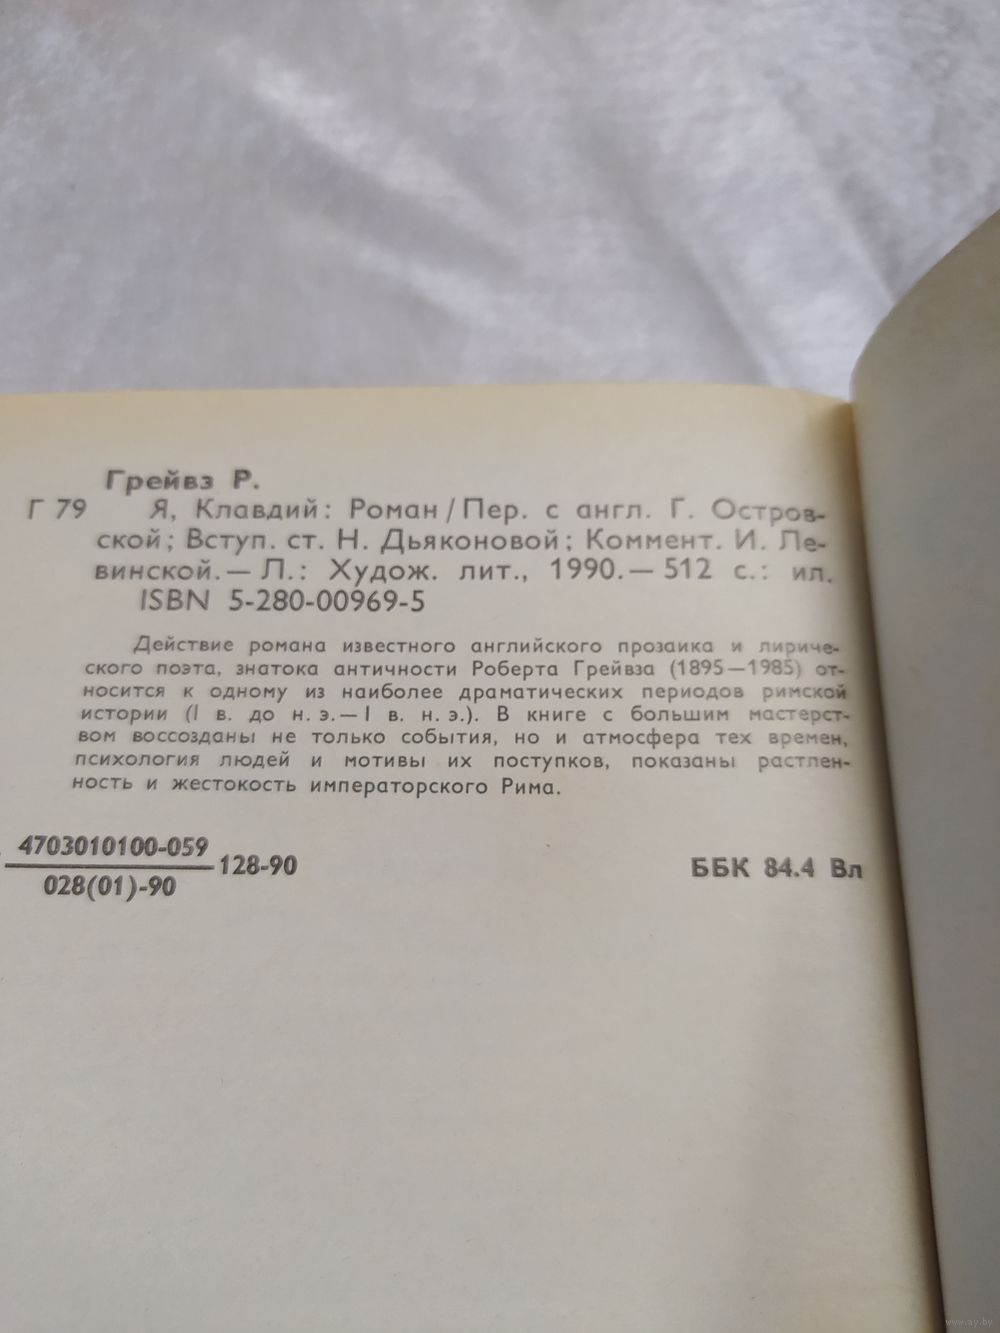 Грейвз Р.
Г 79 Я, Клавдий: Роман / Пер. с англ. Г. Остров-
ской; Вступ. ст. Н. Дьяконовой; Коммент. И. Ле-
винской.— Л.: Худож. лит., 1990.— 512 с.: ил.
ISBN 5-280-00969-5
Действие романа известного английского прозаика и лириче-
ского поэта, знатока античности Роберта Грейвза (1895—1985) от-
носится к одному из наиболее драматических периодов римской
истории (I в. до н. э.—I в. н. э.). В книге с большим мастерст-
вом воссозданы не только события, но и атмосфера тех времен,
психология людей и мотивы их поступков, показаны растлен-
ность и жестокость императорского Рима.
4703010100-059
028(01)-90
128-90
ББК 84.4 Вл
www.ay.by